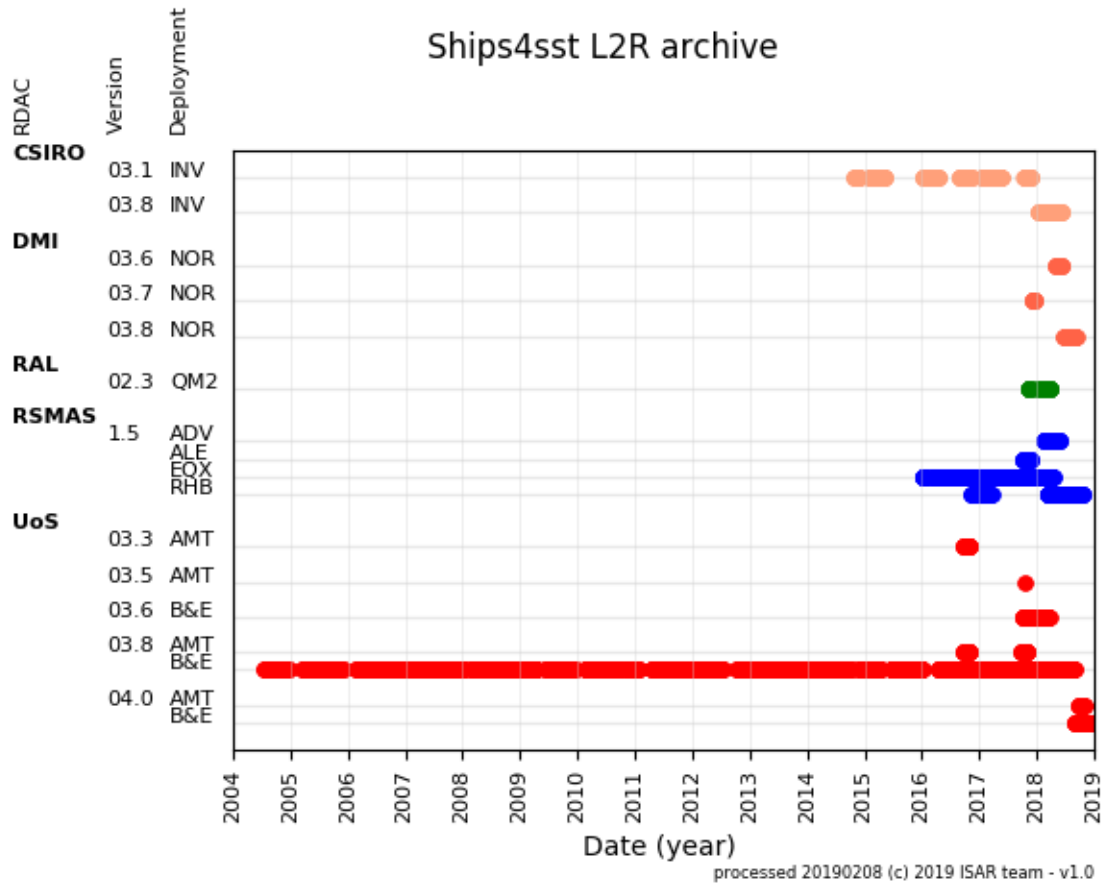 Ships4sst L2R archive
RDAC
Version
Deployment
CSIRO
03.1 INV
03.8 INV
DMI
03.6 NOR
03.7 NOR
03.8 NOR
RAL
02.3 QM2
RSMAS
1.5 ADV
ALE
EQX
RHB
UoS
03.3 AMT
03.5 AMT
03.6 B&E
03.8 AMT
B&E
04.0 AMT
B&E
2004 2005 2006 2007 2008 2009 2010 2011 2012 2013 2014 2015 2016 2017 2018 2019
Date (year)
processed 20190208 (c) 2019 ISAR team - v1.0